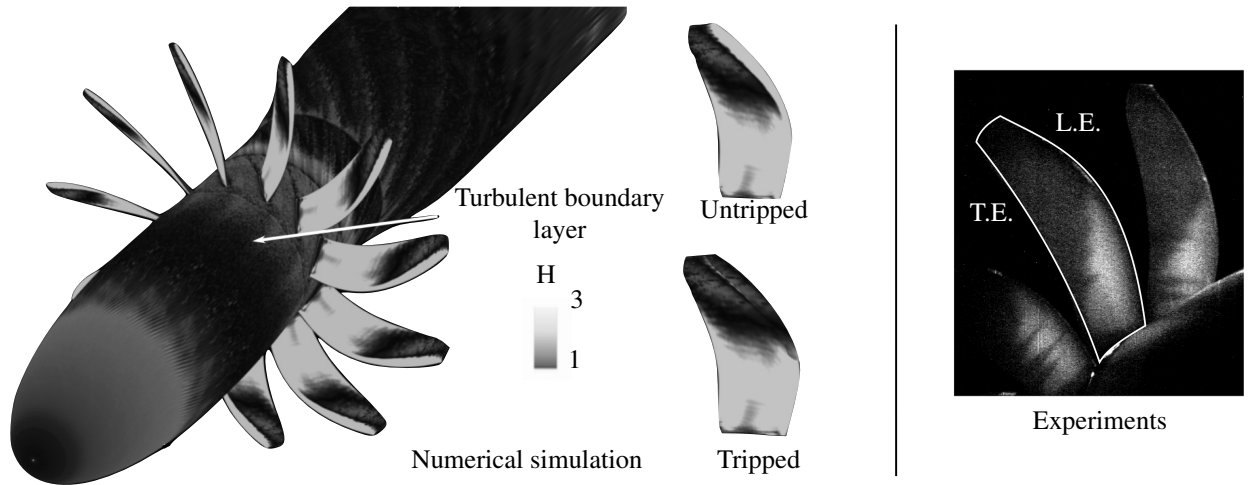 Turbulent boundary
layer
H
3
1
Numerical simulation
Untripped
Tripped
L.E.
T.E.
Experiments